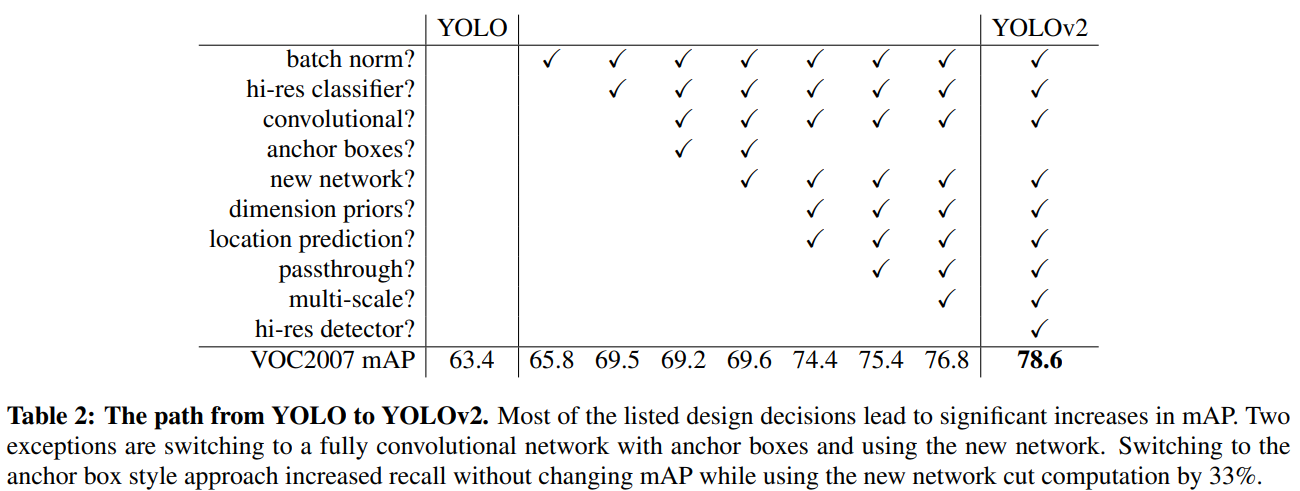 YOLO YOLOv2
batch norm? ✓ ✓ ✓ ✓ ✓ ✓ ✓ ✓
hi-res classifier? ✓ ✓ ✓ ✓ ✓ ✓ ✓
convolutional? ✓ ✓ ✓ ✓ ✓ ✓
anchor boxes? ✓ ✓
new network? ✓ ✓ ✓ ✓ ✓
dimension priors? ✓ ✓ ✓ ✓
location prediction? ✓ ✓ ✓ ✓
passthrough? ✓ ✓ ✓
multi-scale? ✓ ✓
hi-res detector? ✓
VOC2007 mAP 63.4 65.8 69.5 69.2 69.6 74.4 75.4 76.8 78.6
Table 2: The path from YOLO to YOLOv2. Most of the listed design decisions lead to significant increases in mAP. Two
exceptions are switching to a fully convolutional network with anchor boxes and using the new network. Switching to the
anchor box style approach increased recall without changing mAP while using the new network cut computation by 33%.